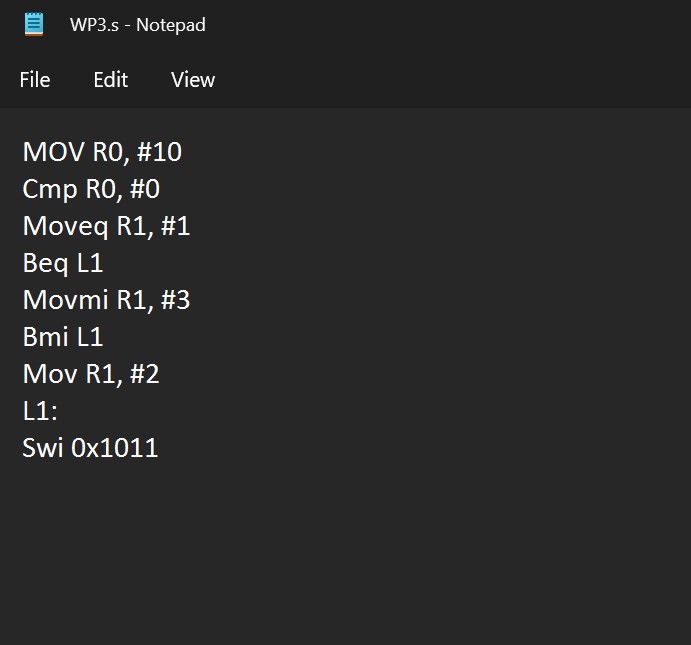 WP3.s - Notepad
File Edit View
MOV R0, #10
Cmp R0, #0
Moveq R1, #1
Beq L1
Movmi R1, #3
Bmi L1
Mov R1, #2
L1:
Swi 0x1011